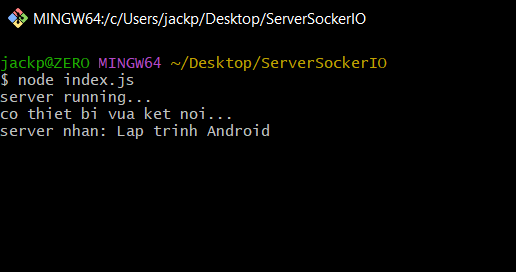 MINGW64:/c/Users/jackp/Desktop/ServerSockerIO
jackp@ZERO MINGW64 ~/Desktop/ServerSockerIO
$ node index.js
server running...
co thiet bi vua ket noi...
server nhan: Lap trinh Android